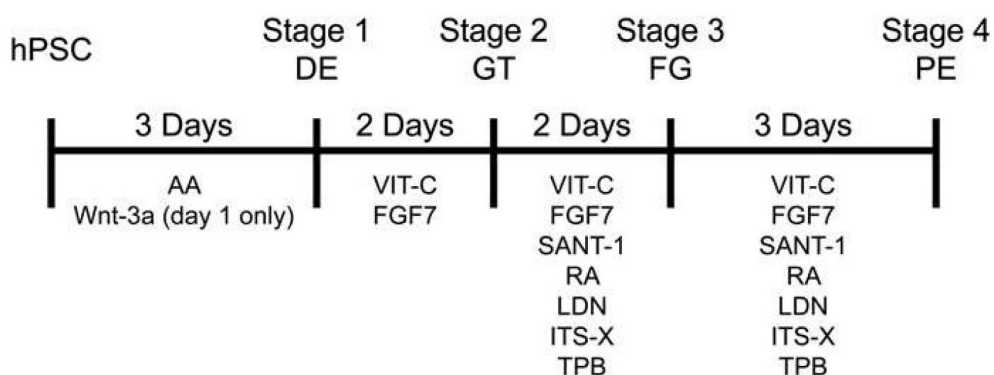 hPSC
Stage 1
DE
Stage 2
GT
Stage 3
FG
Stage 4
PE
3 Days
2 Days
2 Days
3 Days
AA
Wnt-3a (day 1 only)
VIT-C
FGF7
VIT-C
FGF7
SANT-1
RA
LDN
ITS-X
TPB
VIT-C
FGF7
SANT-1
RA
LDN
ITS-X
TPB